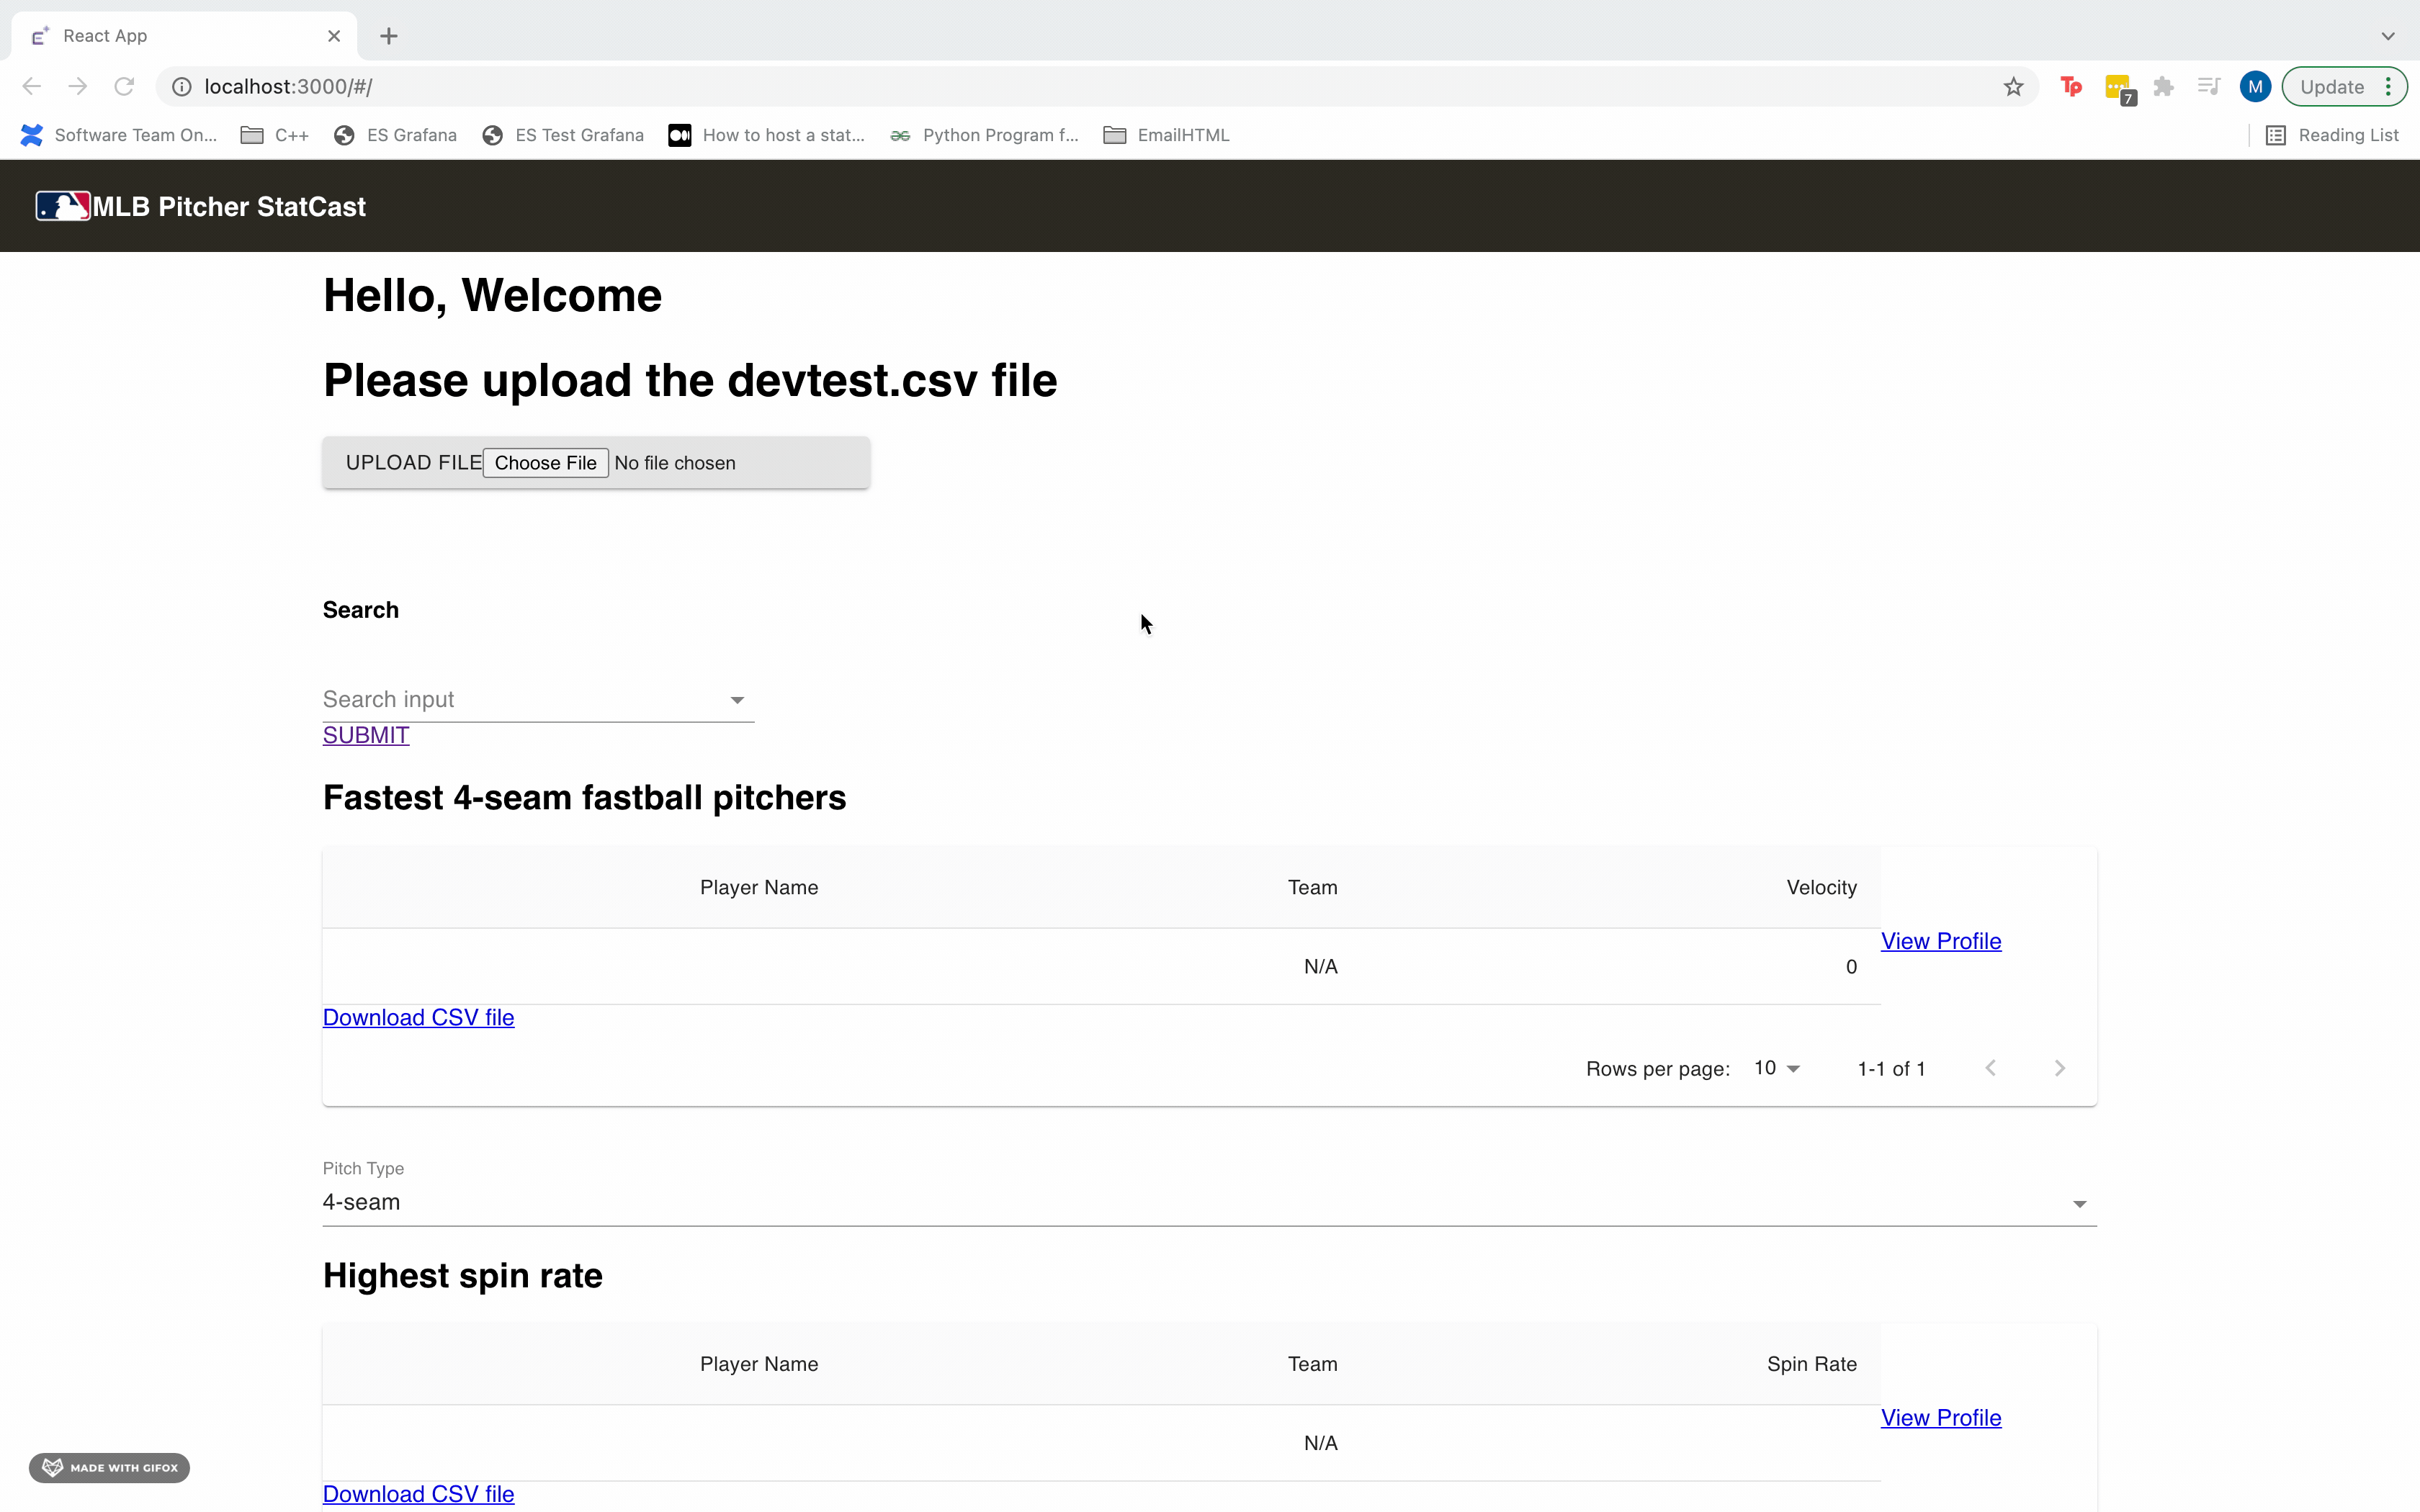 React App
localhost:3000/#/
Tp
7
M
Update
Software Team On...
C++
ES Grafana
ES Test Grafana
How to host a stat...
Python Program f...
EmailHTML
Reading List
MLB Pitcher StatCast
Hello, Welcome
Please upload the devtest.csv file
UPLOAD FILE Choose File No file chosen
Search
Search input
SUBMIT
Fastest 4-seam fastball pitchers
Player Name Team Velocity
View Profile
N/A 0
Download CSV file
Rows per page: 10 1-1 of 1
Pitch Type
4-seam
Highest spin rate
Player Name Team Spin Rate
View Profile
N/A
MADE WITH GIFOX
Download CSV file